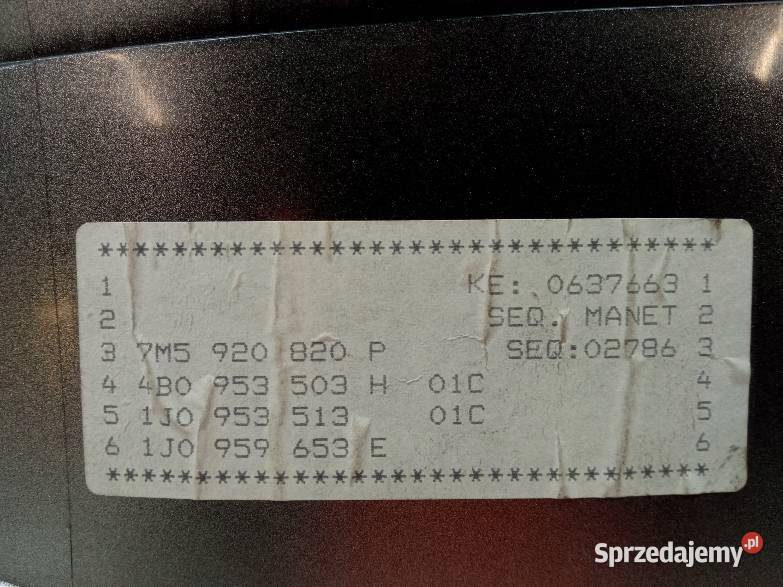 ***********************************
1 KE: 0637663 1
2 SEQ. MANET 2
3 7M5 920 820 P SEQ:02786 3
4 4B0 953 503 H 01C 4
5 1J0 953 513 01C 5
6 1J0 959 653 E 6
***********************************
Sprzedajemy.pl